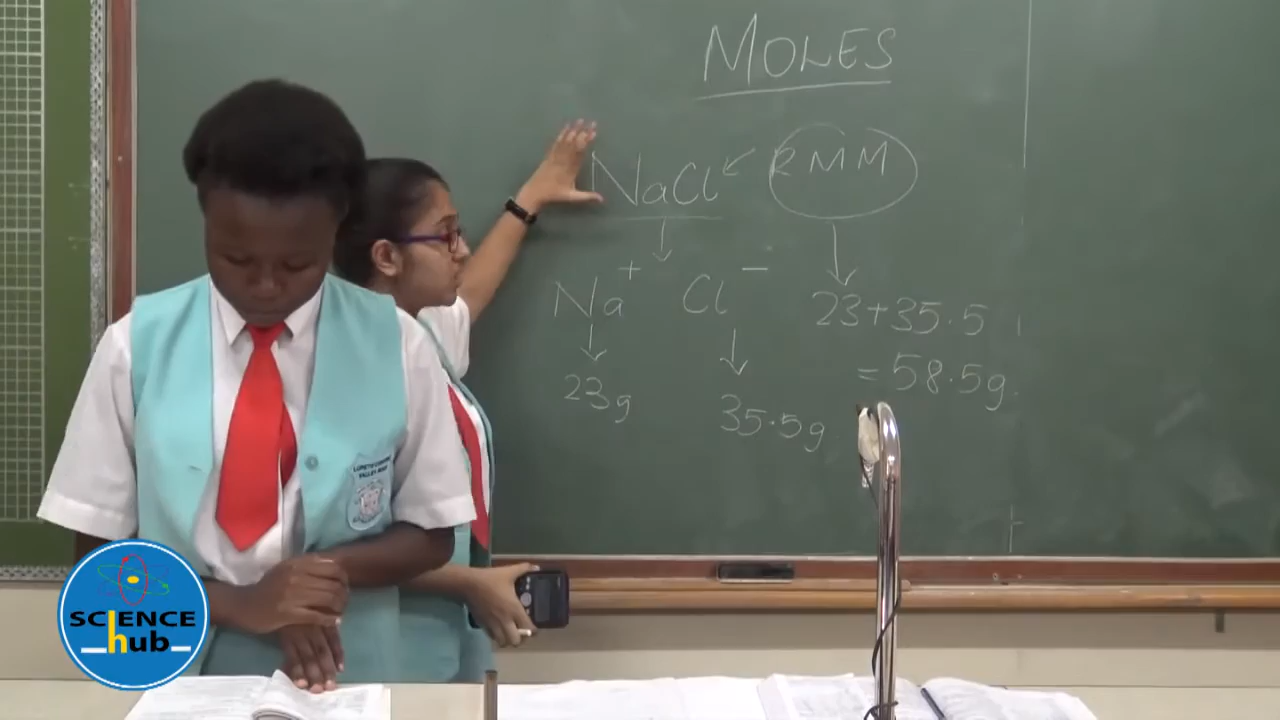 MOLES
NaCl ← RMM
Na+ Cl−
23g
35.5g
23+35.5
= 58.5g
SCIENCE
hub